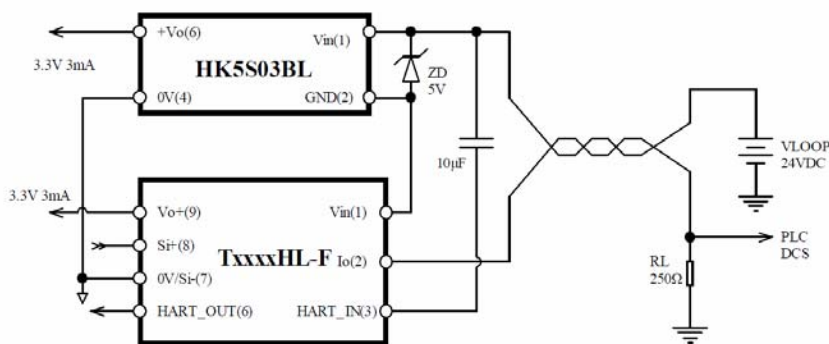 +Vo(6)
Vin(1)
3.3V 3mA
HK5S03BL
ZD
5V
0V(4)
GND(2)
10μF
VLOOP
24VDC
3.3V 3mA
Vo+(9)
Vin(1)
Si+(8)
TxxxxHL-F
Io(2)
0V/Si-(7)
HART_OUT(6)
HART_IN(3)
PLC
DCS
RL
250Ω